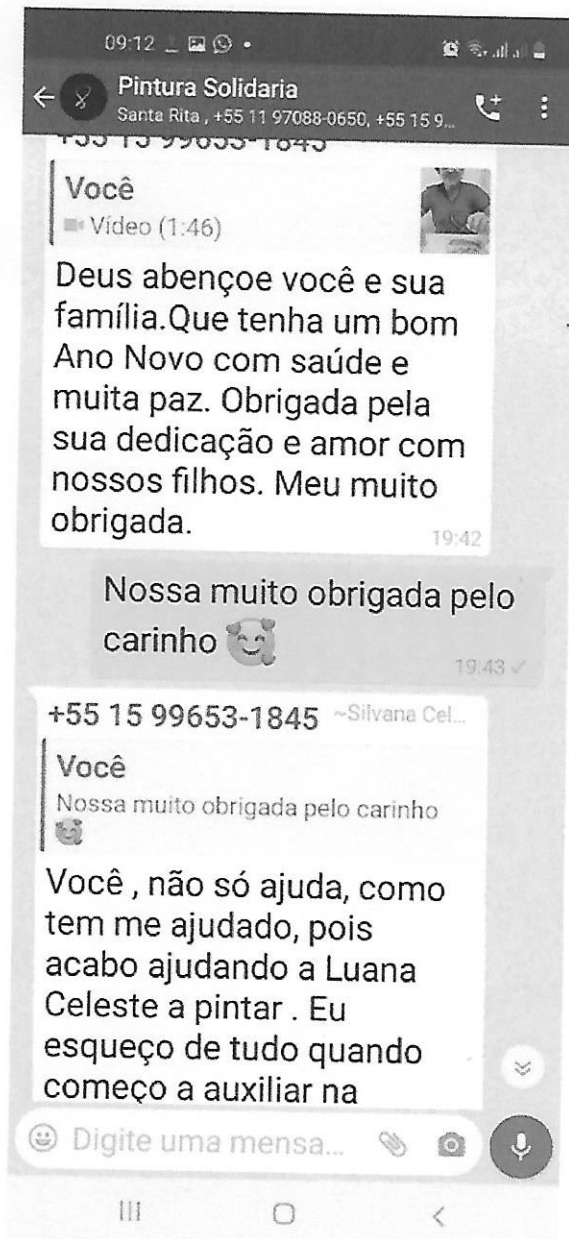 09:12
Pintura Solidaria
Santa Rita , +55 11 97088-0650, +55 15 9...
+55 15 99653-1845
Você
Vídeo (1:46)
Deus abençoe você e sua
família.Que tenha um bom
Ano Novo com saúde e
muita paz. Obrigada pela
sua dedicação e amor com
nossos filhos. Meu muito
obrigada.
19:42
Nossa muito obrigada pelo
carinho 🥰
19:43
+55 15 99653-1845 ~Silvana Cel...
Você
Nossa muito obrigada pelo carinho
🥰
Você , não só ajuda, como
tem me ajudado, pois
acabo ajudando a Luana
Celeste a pintar . Eu
esqueço de tudo quando
começo a auxiliar na
Digite uma mensa...